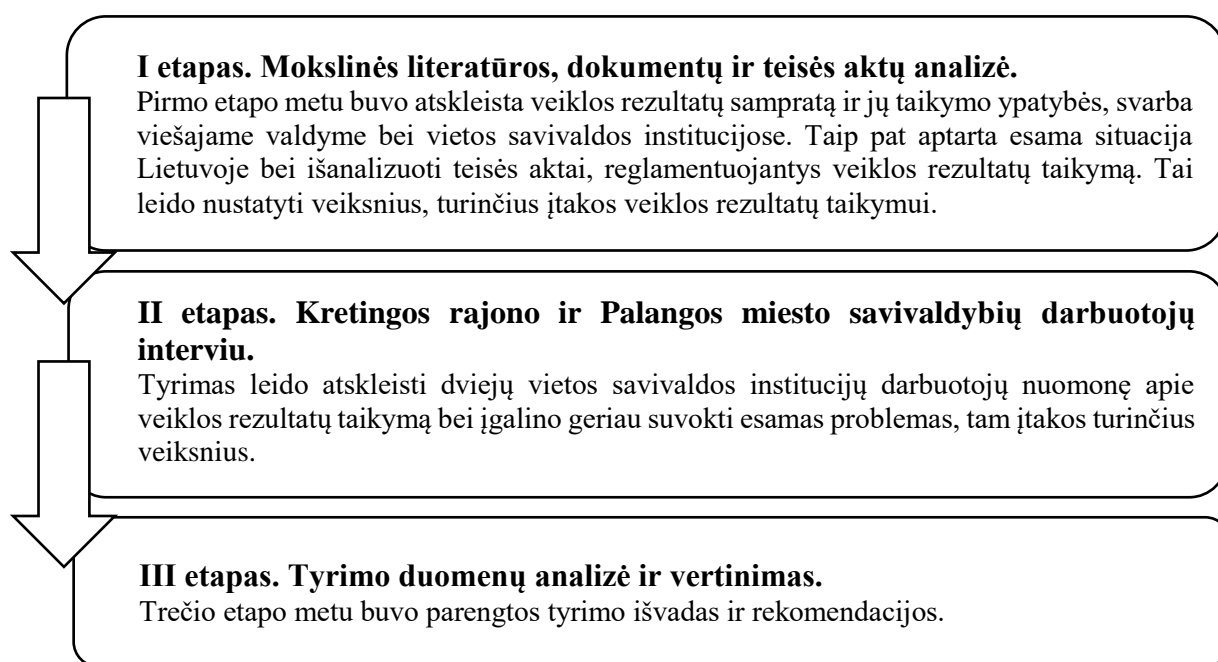 I etapas. Mokslinės literatūros, dokumentų ir teisės aktų analizė.
Pirmo etapo metu buvo atskleista veiklos rezultatų sampratą ir jų taikymo ypatybės, svarba
viešajame valdyme bei vietos savivaldos institucijose. Taip pat aptarta esama situacija
Lietuvoje bei išanalizuoti teisės aktai, reglamentuojantys veiklos rezultatų taikymą. Tai
leido nustatyti veiksnius, turinčius įtakos veiklos rezultatų taikymui.
II etapas. Kretingos rajono ir Palangos miesto savivaldybių darbuotojų
interviu.
Tyrimas leido atskleisti dviejų vietos savivaldos institucijų darbuotojų nuomonę apie
veiklos rezultatų taikymą bei įgalino geriau suvokti esamas problemas, tam įtakos turinčius
veiksnius.
III etapas. Tyrimo duomenų analizė ir vertinimas.
Trečio etapo metu buvo parengtos tyrimo išvadas ir rekomendacijos.